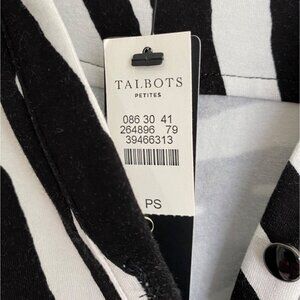 TALBOTS
PETITES
086 30 41
264896 79
39466313
PS